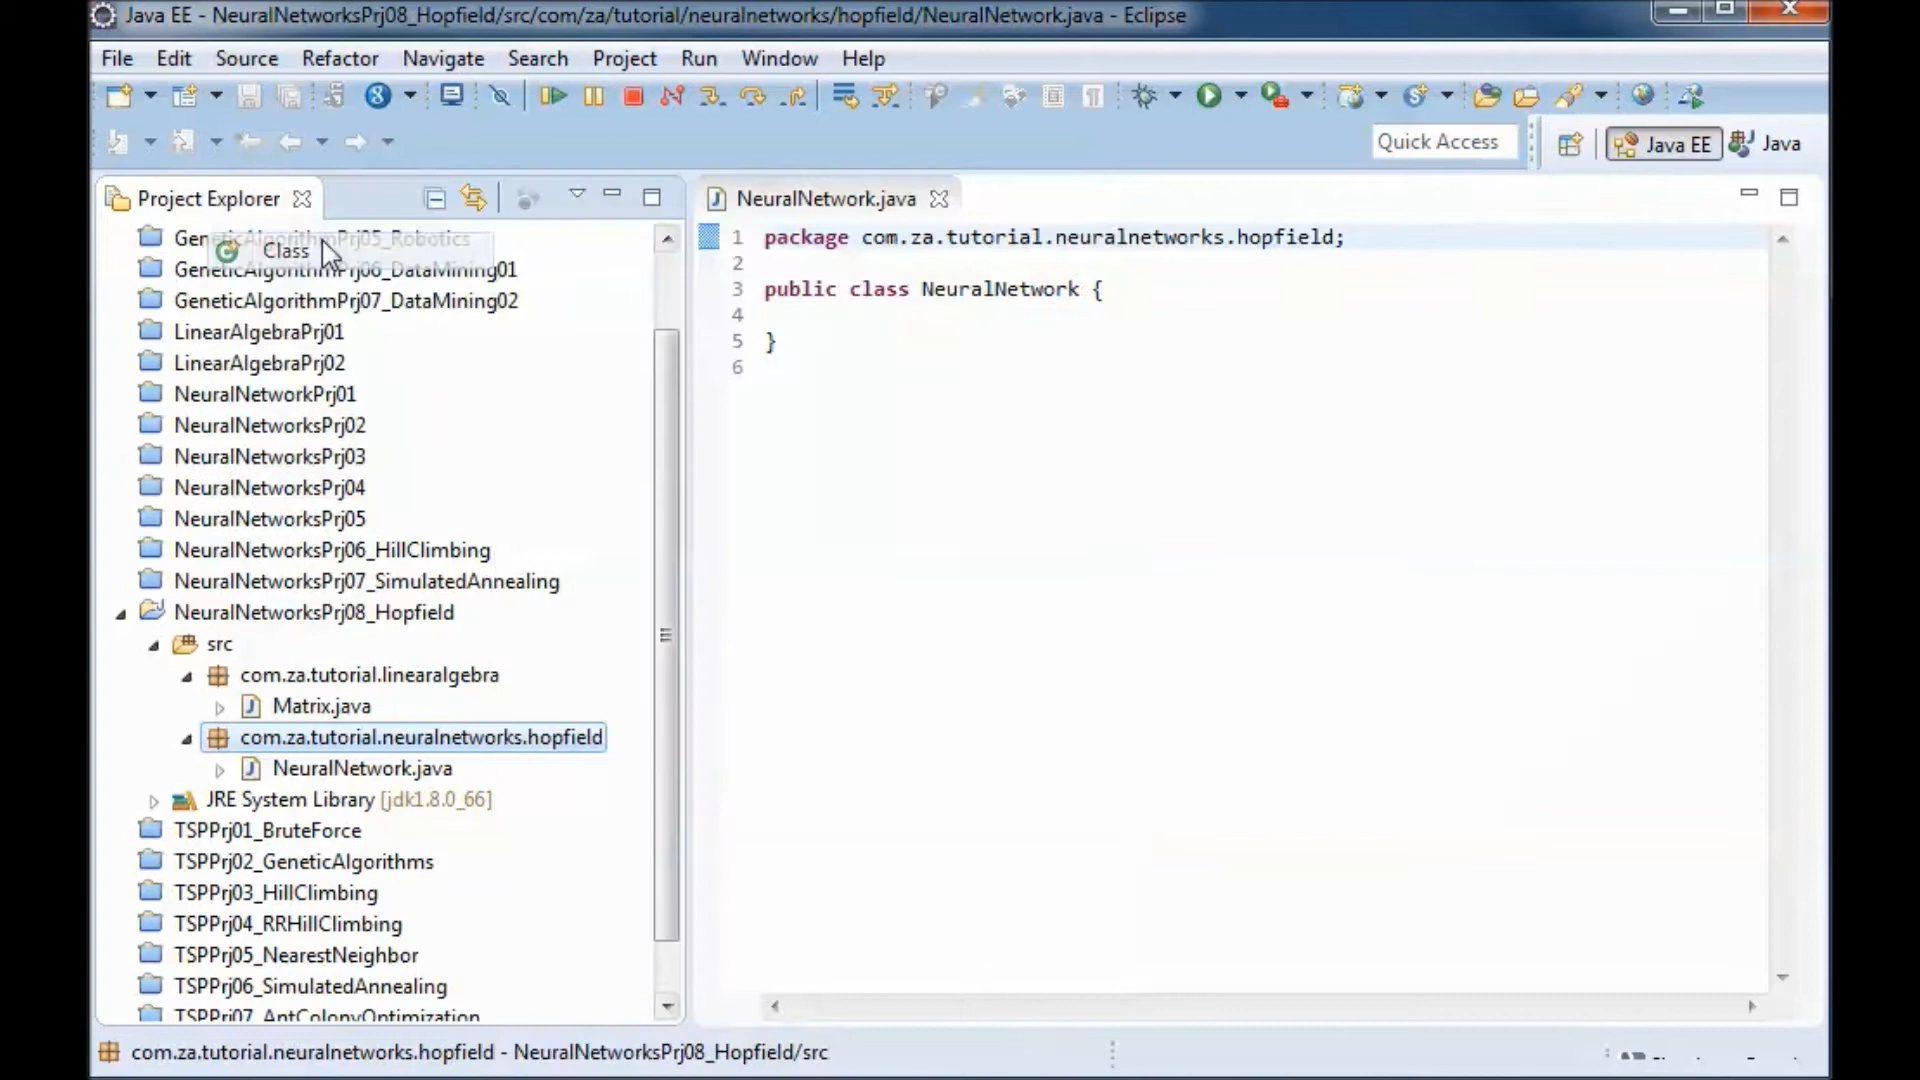 Java EE - NeuralNetworksPrj08_Hopfield/src/com/za/tutorial/neuralnetworks/hopfield/NeuralNetwork.java - Eclipse
File Edit Source Refactor Navigate Search Project Run Window Help
Quick Access
Java EE
Java
Project Explorer
GeneticAlgorithmPrj05_Robotics
Class
GeneticAlgorithmPrj06_DataMining01
GeneticAlgorithmPrj07_DataMining02
LinearAlgebraPrj01
LinearAlgebraPrj02
NeuralNetworkPrj01
NeuralNetworksPrj02
NeuralNetworksPrj03
NeuralNetworksPrj04
NeuralNetworksPrj05
NeuralNetworksPrj06_HillClimbing
NeuralNetworksPrj07_SimulatedAnnealing
NeuralNetworksPrj08_Hopfield
src
com.za.tutorial.linearalgebra
Matrix.java
com.za.tutorial.neuralnetworks.hopfield
NeuralNetwork.java
JRE System Library [jdk1.8.0_66]
TSPPrj01_BruteForce
TSPPrj02_GeneticAlgorithms
TSPPrj03_HillClimbing
TSPPrj04_RRHillClimbing
TSPPrj05_NearestNeighbor
TSPPrj06_SimulatedAnnealing
TSPPrj07_AntColonyOptimization
NeuralNetwork.java
1 package com.za.tutorial.neuralnetworks.hopfield;
2
3 public class NeuralNetwork {
4
5 }
6
com.za.tutorial.neuralnetworks.hopfield - NeuralNetworksPrj08_Hopfield/src